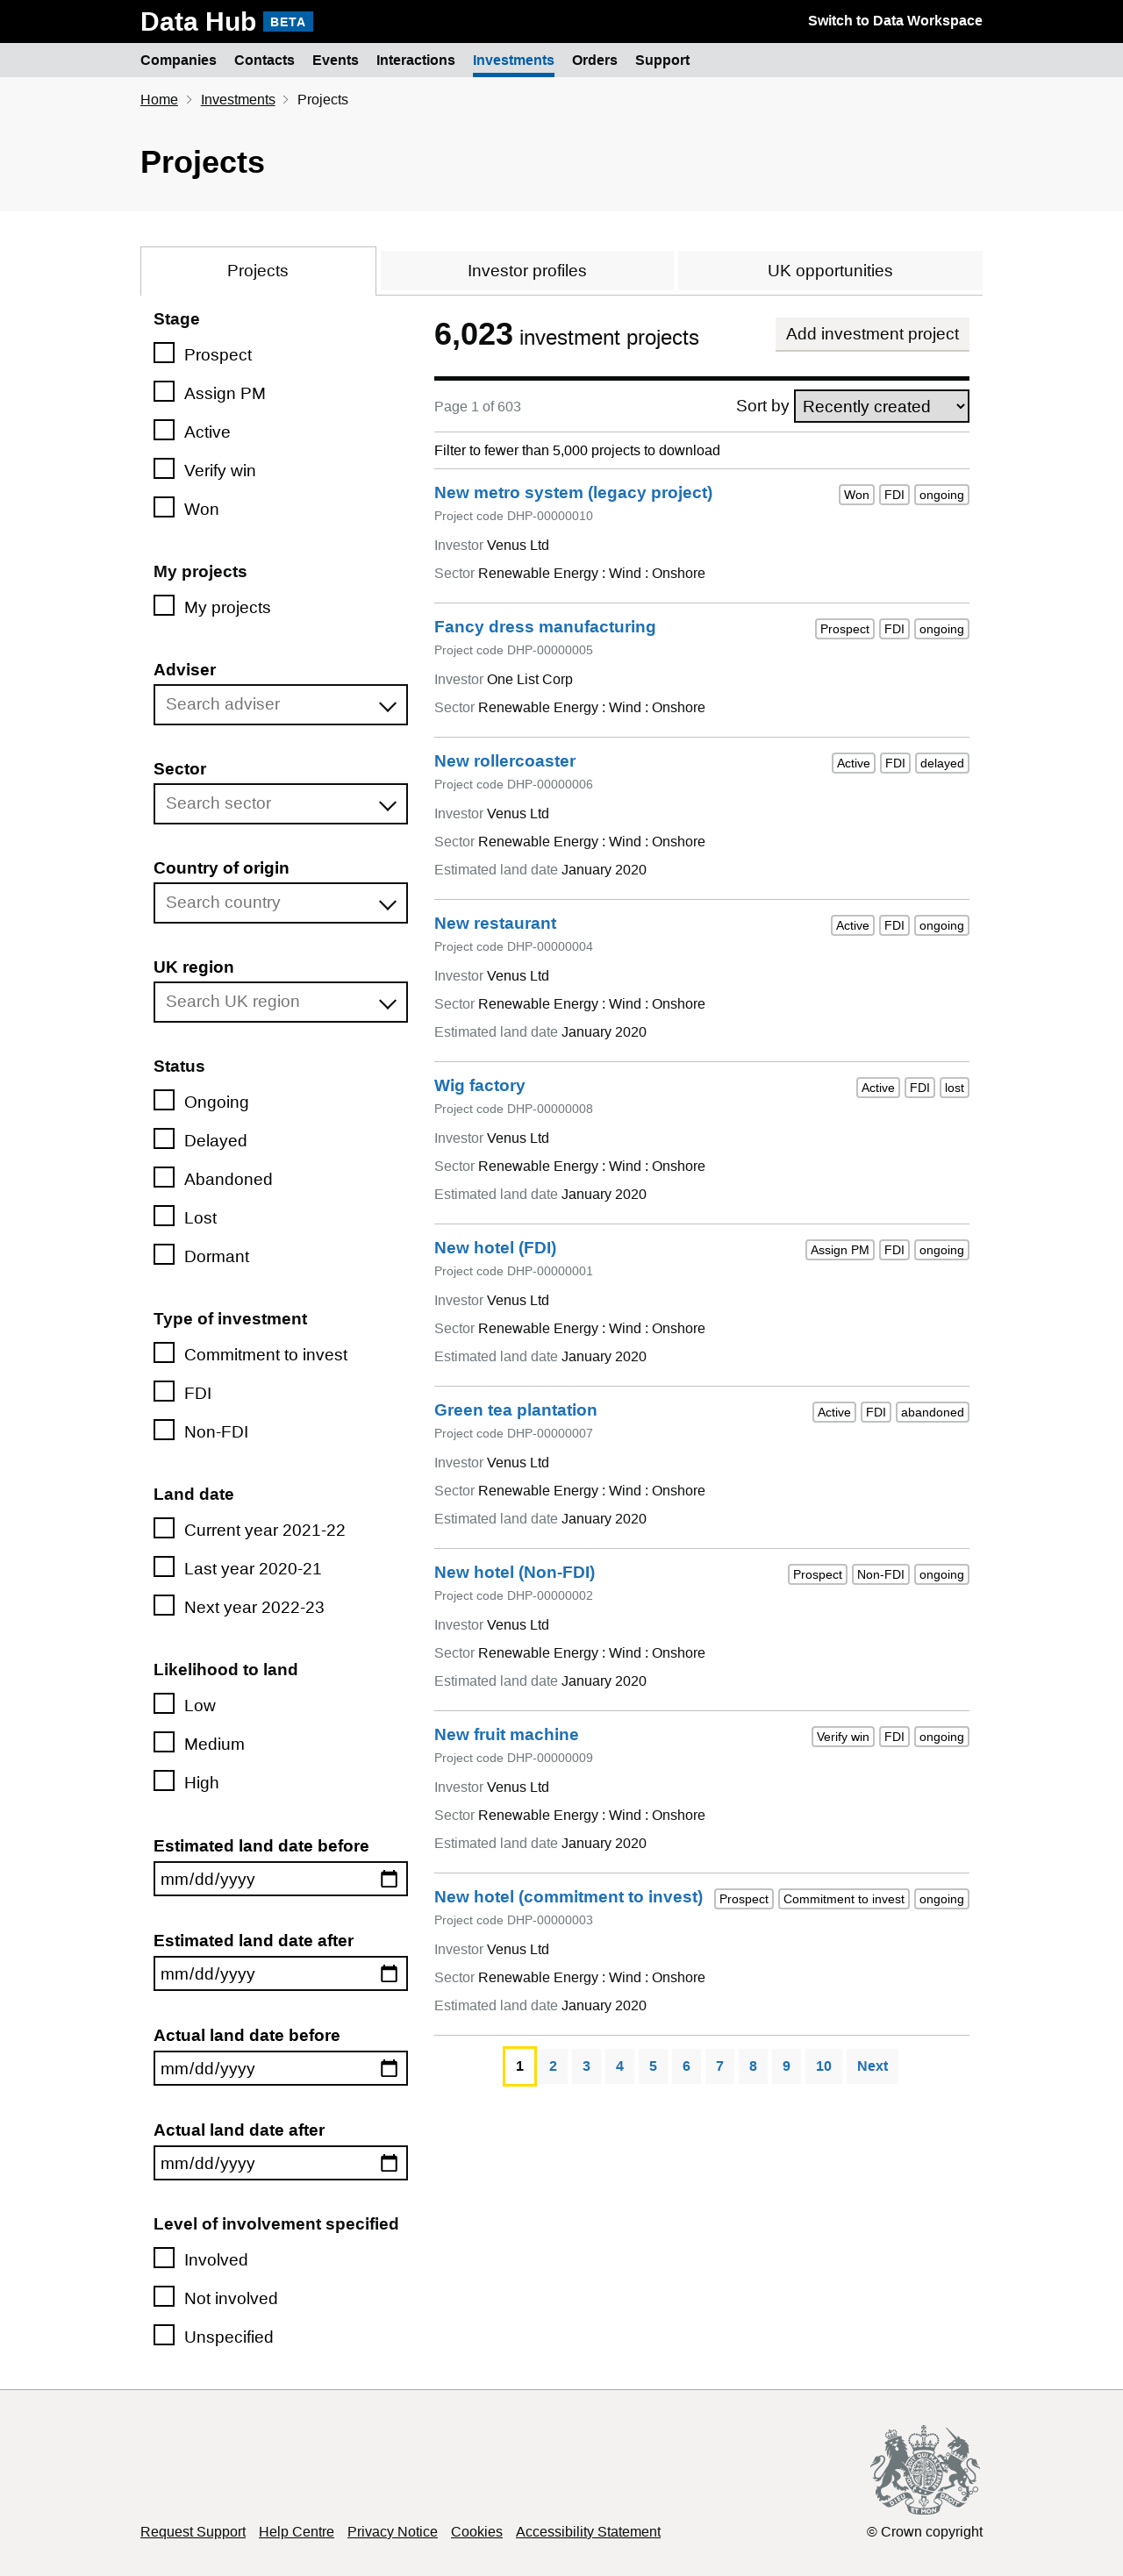 Data Hub BETA
Switch to Data Workspace
Companies Contacts Events Interactions Investments Orders Support
Home Investments Projects
Projects
Projects Investor profiles UK opportunities
Stage
Prospect
Assign PM
Active
Verify win
Won
My projects
My projects
Adviser
Search adviser
Sector
Search sector
Country of origin
Search country
UK region
Search UK region
Status
Ongoing
Delayed
Abandoned
Lost
Dormant
Type of investment
Commitment to invest
FDI
Non-FDI
Land date
Current year 2021-22
Last year 2020-21
Next year 2022-23
Likelihood to land
Low
Medium
High
Estimated land date before
mm/dd/yyyy
Estimated land date after
mm/dd/yyyy
Actual land date before
mm/dd/yyyy
Actual land date after
mm/dd/yyyy
Level of involvement specified
Involved
Not involved
Unspecified
6,023 investment projects
Add investment project
Page 1 of 603
Sort by Recently created
Filter to fewer than 5,000 projects to download
New metro system (legacy project)
Won FDI ongoing
Project code DHP-00000010
Investor Venus Ltd
Sector Renewable Energy : Wind : Onshore
Fancy dress manufacturing
Prospect FDI ongoing
Project code DHP-00000005
Investor One List Corp
Sector Renewable Energy : Wind : Onshore
New rollercoaster
Active FDI delayed
Project code DHP-00000006
Investor Venus Ltd
Sector Renewable Energy : Wind : Onshore
Estimated land date January 2020
New restaurant
Active FDI ongoing
Project code DHP-00000004
Investor Venus Ltd
Sector Renewable Energy : Wind : Onshore
Estimated land date January 2020
Wig factory
Active FDI lost
Project code DHP-00000008
Investor Venus Ltd
Sector Renewable Energy : Wind : Onshore
Estimated land date January 2020
New hotel (FDI)
Assign PM FDI ongoing
Project code DHP-00000001
Investor Venus Ltd
Sector Renewable Energy : Wind : Onshore
Estimated land date January 2020
Green tea plantation
Active FDI abandoned
Project code DHP-00000007
Investor Venus Ltd
Sector Renewable Energy : Wind : Onshore
Estimated land date January 2020
New hotel (Non-FDI)
Prospect Non-FDI ongoing
Project code DHP-00000002
Investor Venus Ltd
Sector Renewable Energy : Wind : Onshore
Estimated land date January 2020
New fruit machine
Verify win FDI ongoing
Project code DHP-00000009
Investor Venus Ltd
Sector Renewable Energy : Wind : Onshore
Estimated land date January 2020
New hotel (commitment to invest)
Prospect Commitment to invest ongoing
Project code DHP-00000003
Investor Venus Ltd
Sector Renewable Energy : Wind : Onshore
Estimated land date January 2020
1 2 3 4 5 6 7 8 9 10 Next
Request Support Help Centre Privacy Notice Cookies Accessibility Statement
© Crown copyright